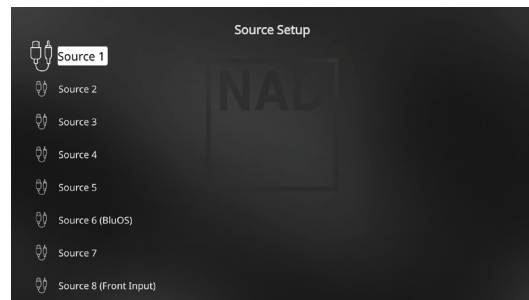 Source Setup
Source 1
NAD
Source 2
Source 3
Source 4
Source 5
Source 6 (BluOS)
Source 7
Source 8 (Front Input)